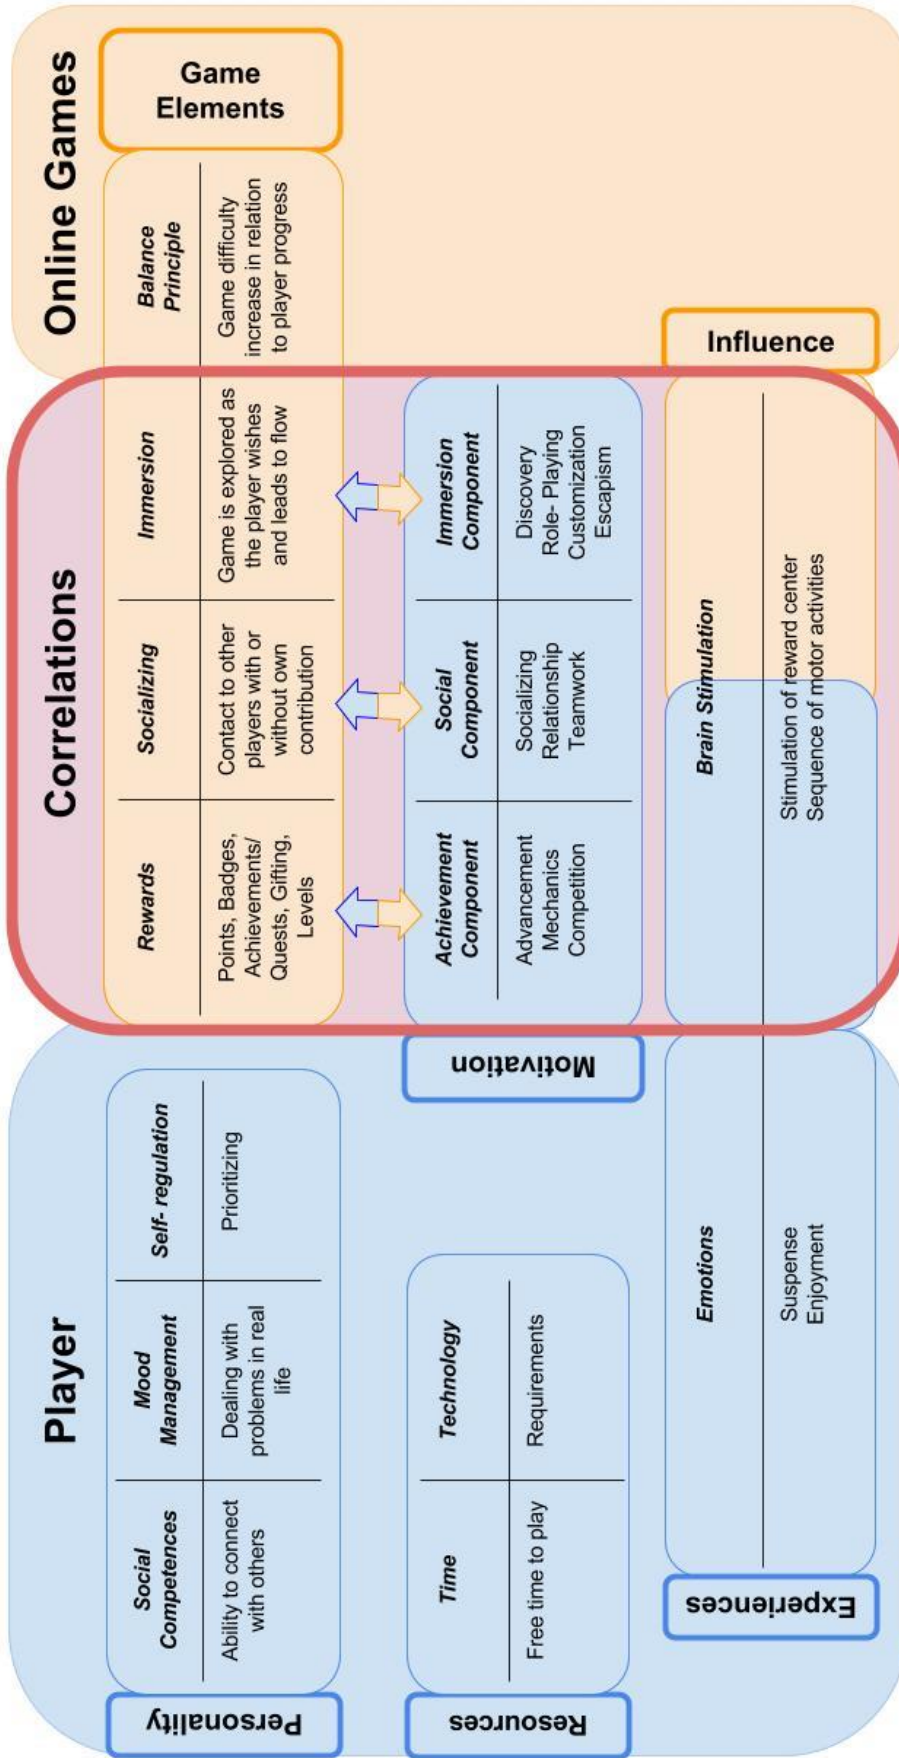 Player
Correlations
Online Games
Personality
Social
Competences
Ability to connect
with others
Mood
Management
Dealing with
problems in real
life
Self- regulation
Prioritizing
Rewards
Points, Badges,
Achievements/
Quests, Gifting,
Levels
Socializing
Contact to other
players with or
without own
contribution
Immersion
Game is explored as
the player wishes
and leads to flow
Balance
Principle
Game difficulty
increase in relation
to player progress
Game
Elements
Resources
Time
Free time to play
Technology
Requirements
Motivation
Achievement
Component
Advancement
Mechanics
Competition
Social
Component
Socializing
Relationship
Teamwork
Immersion
Component
Discovery
Role- Playing
Customization
Escapism
Experiences
Emotions
Suspense
Enjoyment
Brain Stimulation
Stimulation of reward center
Sequence of motor activities
Influence